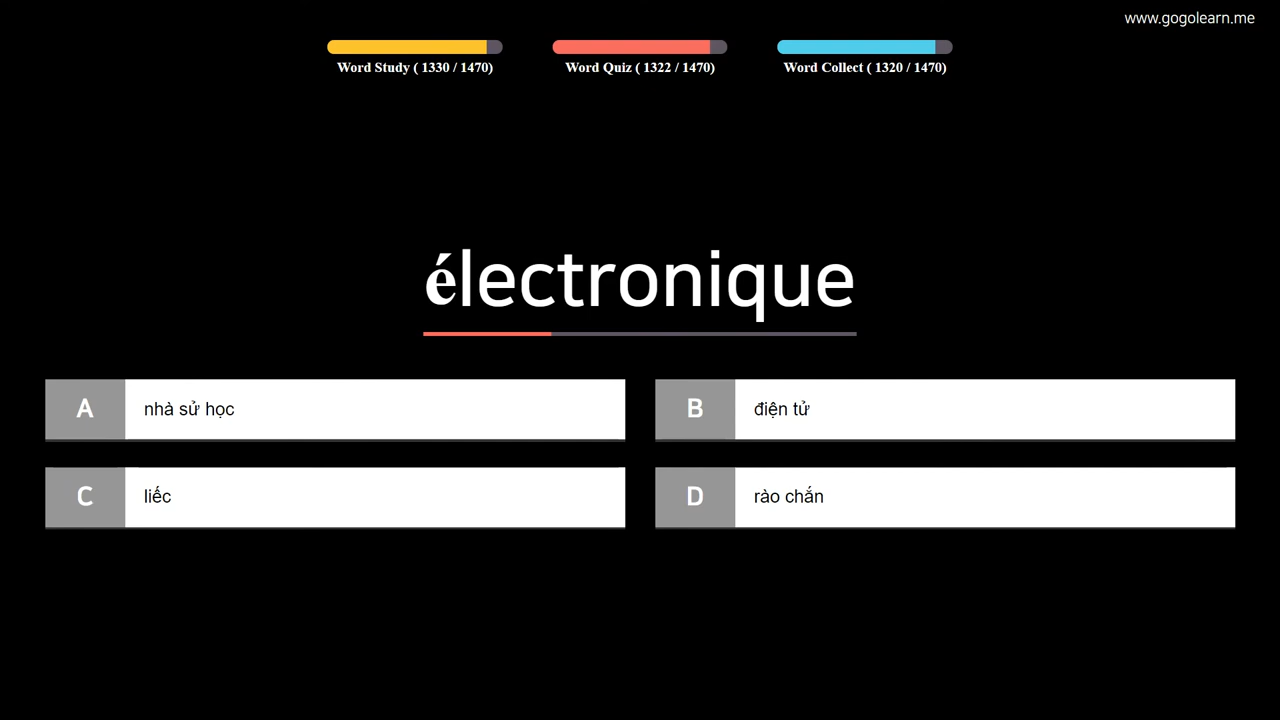 www.gogolearn.me
Word Study ( 1330 / 1470)
Word Quiz ( 1322 / 1470)
Word Collect ( 1320 / 1470)
électronique
A nhà sử học
B điện tử
C liếc
D rào chắn